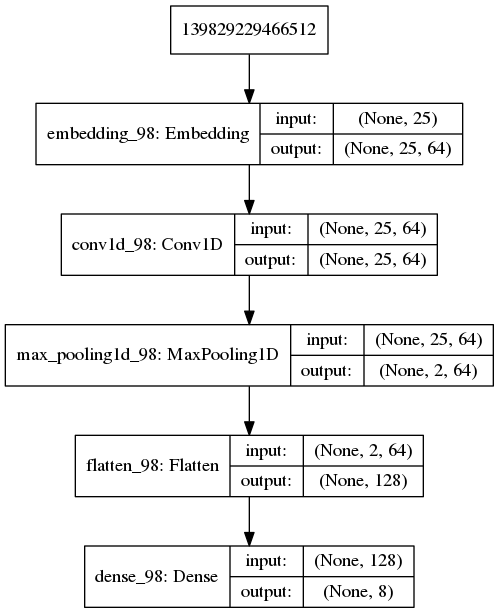 139829229466512
embedding_98: Embedding
input: (None, 25)
output: (None, 25, 64)
conv1d_98: Conv1D
input: (None, 25, 64)
output: (None, 25, 64)
max_pooling1d_98: MaxPooling1D
input: (None, 25, 64)
output: (None, 2, 64)
flatten_98: Flatten
input: (None, 2, 64)
output: (None, 128)
dense_98: Dense
input: (None, 128)
output: (None, 8)